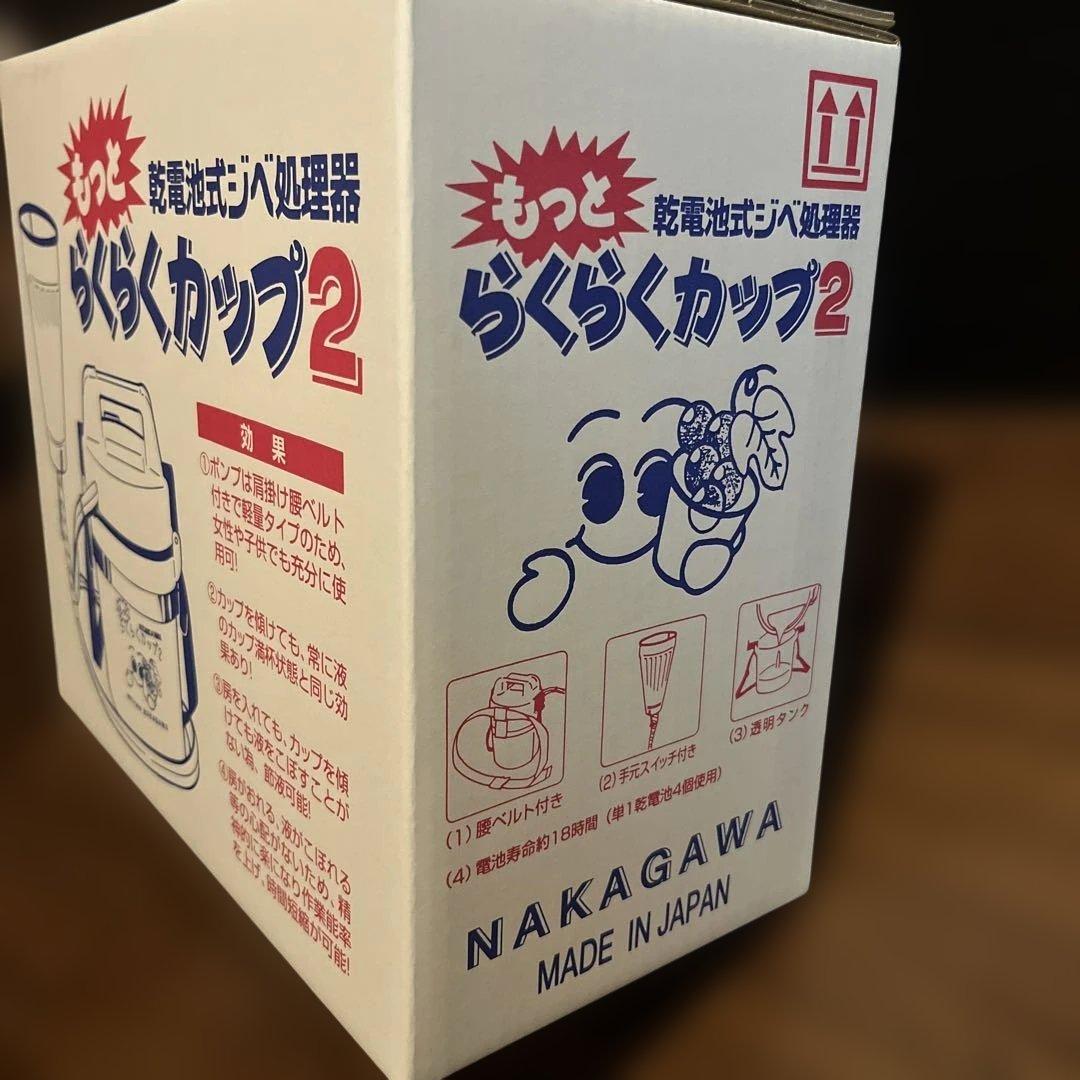 もっと
乾電池式ジベ処理器
らくらくカップ2
効果
①ポンプは肩掛け腰ベルト
付きで軽量タイプのため、
女性や子供でも充分に使
用可!
②カップを傾けても、常に液
のカップ満杯状態と同じ効
果あり!
③房を入れても、カップを傾
けても液をこぼすことが
ない為、節液可能!
④房がおれる、液がこぼれる
等の心配がないため、精
神的に楽になり作業能率
を上げ、時間短縮が可能!
らくらくカップ2
もっと
乾電池式ジベ処理器
らくらくカップ2
(1)腰ベルト付き
(2)手元スイッチ付き
(3)透明タンク
(4)電池寿命約18時間(単1乾電池4個使用)
NAKAGAWA
MADE IN JAPAN